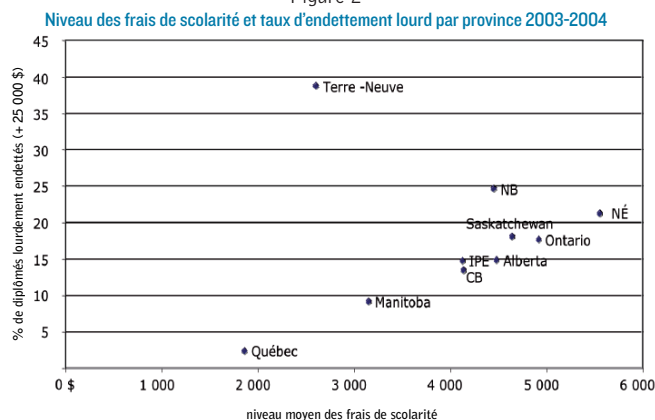 Figure 2
Niveau des frais de scolarité et taux d'endettement lourd par province 2003-2004
% de diplômés lourdement endettés (+ 25 000 $)
45
40
35
30
25
20
15
10
5
Terre -Neuve
NB
NÉ
Saskatchewan
Ontario
IPE
Alberta
CB
Manitoba
Québec
0 $ 1 000 2 000 3 000 4 000 5 000 6 000
niveau moyen des frais de scolarité